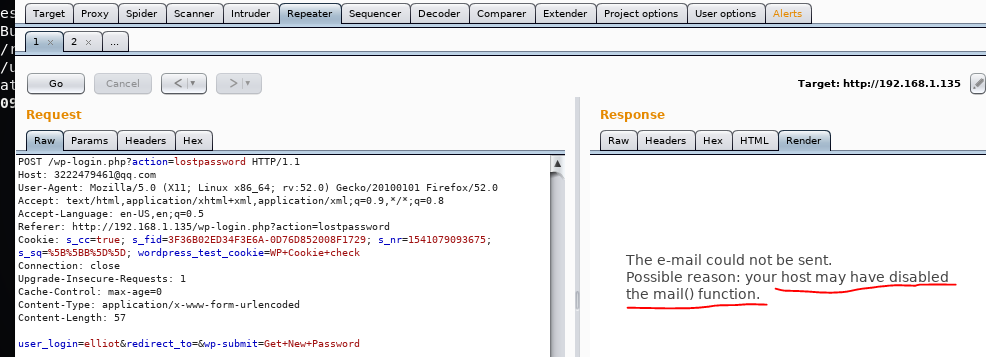 es
Bu
/r
/u
at
09
Target Proxy Spider Scanner Intruder Repeater Sequencer Decoder Comparer Extender Project options User options Alerts
1 × 2 × ...
Go Cancel < > Target: http://192.168.1.135
Request
Raw Params Headers Hex
POST /wp-login.php?action=lostpassword HTTP/1.1
Host: 3222479461@qq.com
User-Agent: Mozilla/5.0 (X11; Linux x86_64; rv:52.0) Gecko/20100101 Firefox/52.0
Accept: text/html,application/xhtml+xml,application/xml;q=0.9,*/*;q=0.8
Accept-Language: en-US,en;q=0.5
Referer: http://192.168.1.135/wp-login.php?action=lostpassword
Cookie: s_cc=true; s_fid=3F36B02ED34F3E6A-0D76D852008F1729; s_nr=1541079093675;
s_sq=%5B%5BB%5D%5D; wordpress_test_cookie=WP+Cookie+check
Connection: close
Upgrade-Insecure-Requests: 1
Cache-Control: max-age=0
Content-Type: application/x-www-form-urlencoded
Content-Length: 57
user_login=elliot&redirect_to=&wp-submit=Get+New+Password
Response
Raw Headers Hex HTML Render
The e-mail could not be sent.
Possible reason: your host may have disabled
the mail() function.